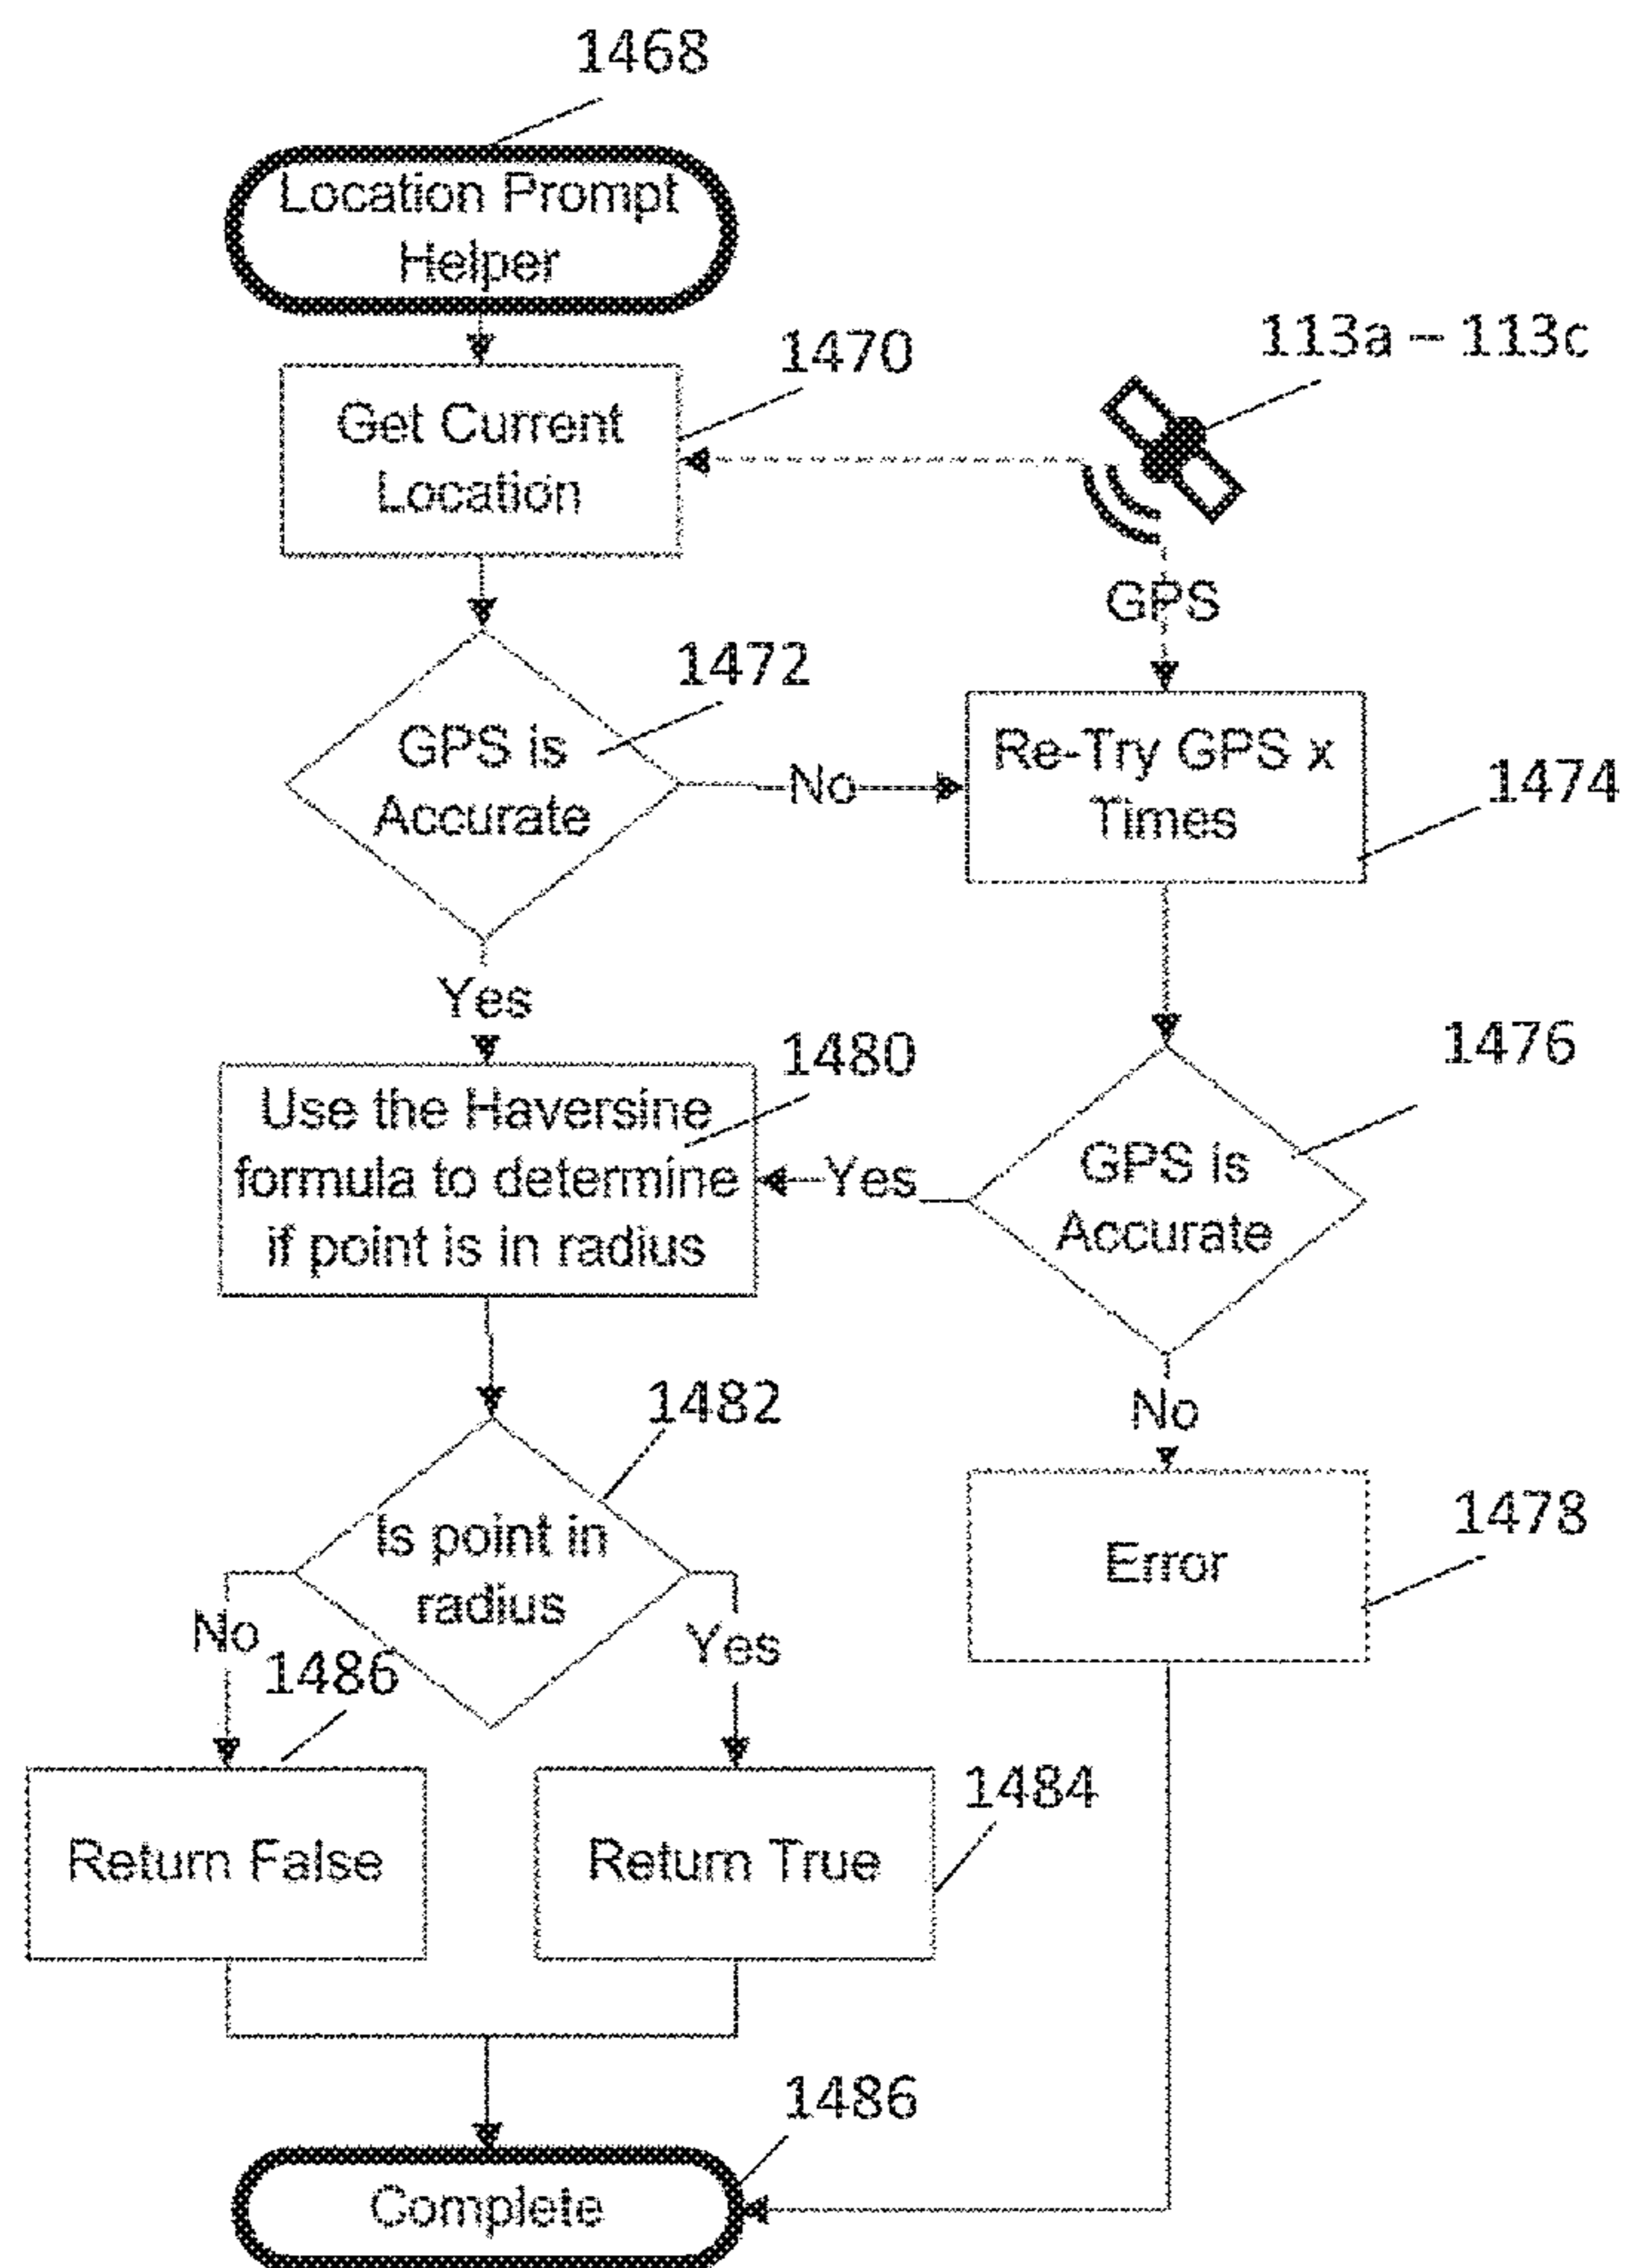 1468
Location Prompt
Helper
113a – 113c
1470
Get Current
Location
GPS
1472
GPS is
Accurate
No
Re-Try GPS x
Times
1474
Yes
1480
Use the Haversine
formula to determine
if point is in radius
Yes
1476
GPS is
Accurate
No
1482
Is point in
radius
No
Yes
1486
1478
Error
Return False
Return True
1484
1486
Complete